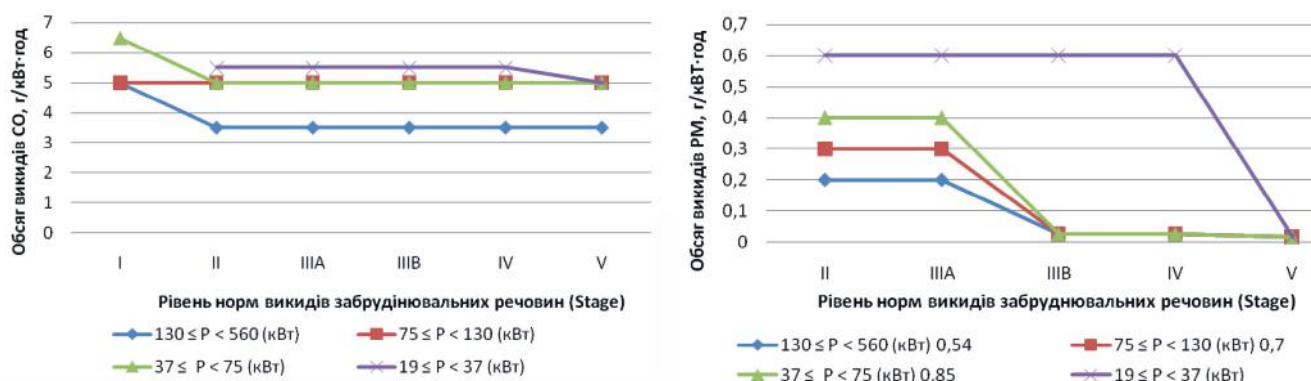 Обсяг викидів CO, г/кВт·год
7
6
5
4
3
2
1
0
I II IIIA IIIB IV V
Рівень норм викидів забрудінювальних речовин (Stage)
130 ≤ P < 560 (кВт) 75 ≤ P < 130 (кВт)
37 ≤ P < 75 (кВт) 19 ≤ P < 37 (кВт)
Обсяг викидів PM, г/кВТ·год
0,7
0,6
0,5
0,4
0,3
0,2
0,1
0
II IIIA IIIB IV V
Рівень норм викидів забруднювальних речовин (Stage)
130 ≤ P < 560 (кВт) 0,54 75 ≤ P < 130 (кВт) 0,7
37 ≤ P < 75 (кВт) 0,85 19 ≤ P < 37 (кВт)